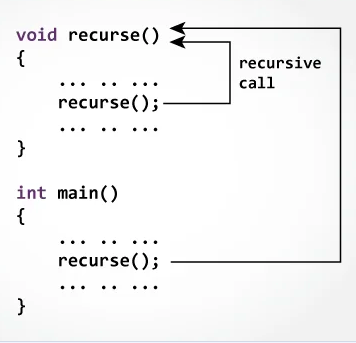 void recurse()
{
... .. ...
recurse();
... .. ...
}
recursive
call
int main()
{
... .. ...
recurse();
... .. ...
}